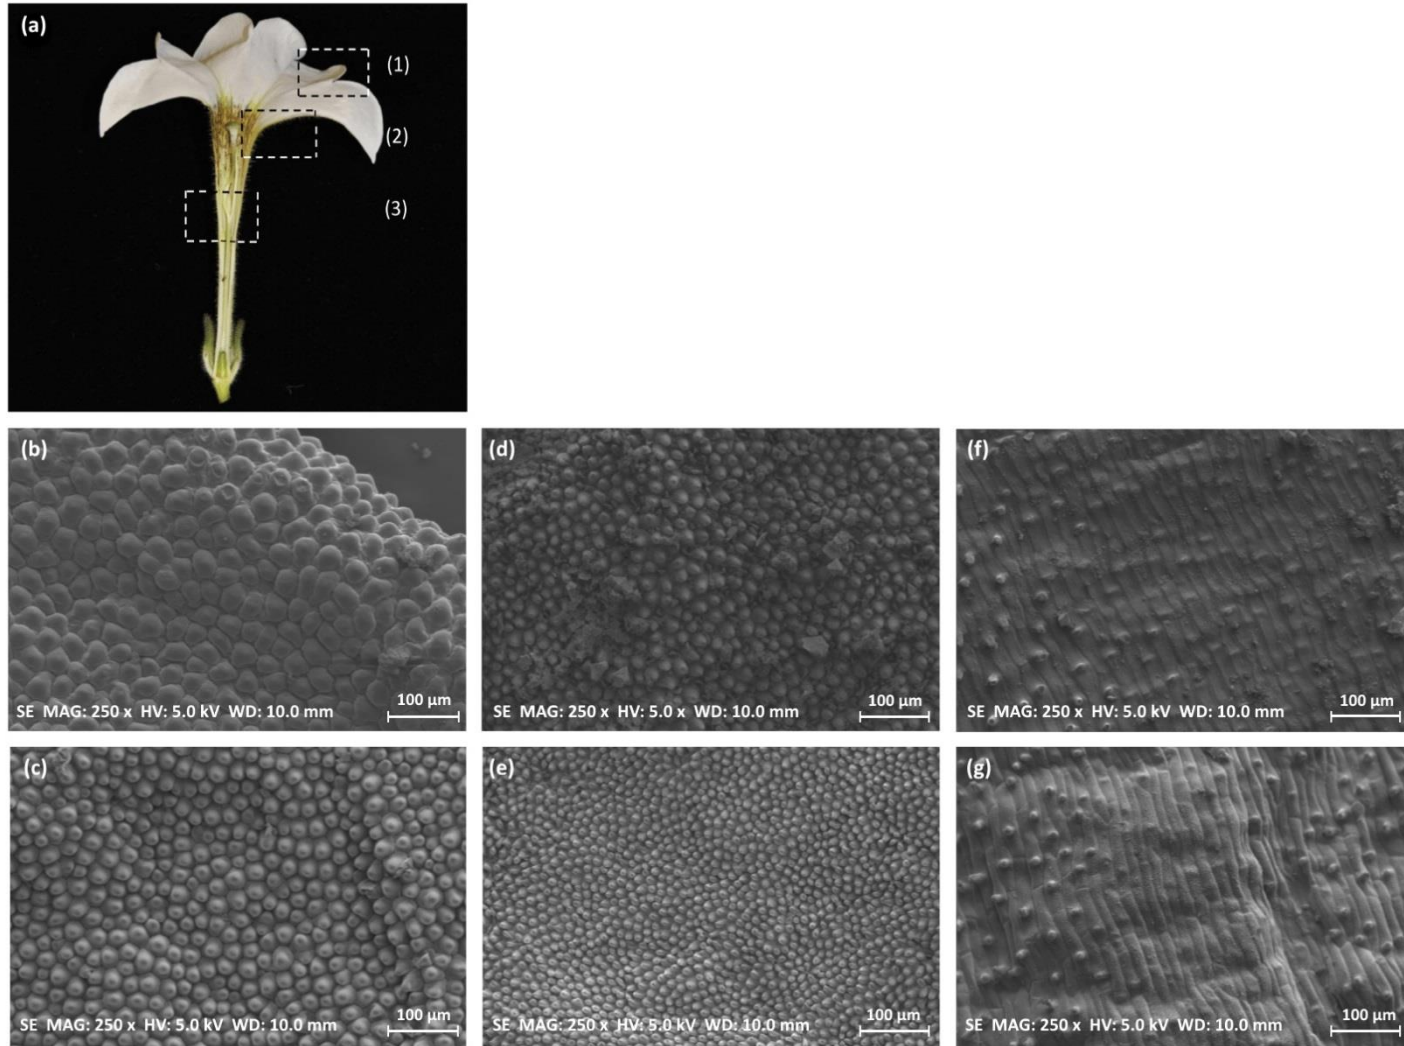 (a)
(1)
(2)
(3)
(b)
100 μm
SE MAG: 250 x HV: 5.0 kV WD: 10.0 mm
(d)
100 μm
SE MAG: 250 x HV: 5.0 x WD: 10.0 mm
(f)
100 μm
SE MAG: 250 x HV: 5.0 kV WD: 10.0 mm
(c)
100 μm
SE MAG: 250 x HV: 5.0 kV WD: 10.0 mm
(e)
100 μm
SE MAG: 250 x HV: 5.0 kV WD: 10.0 mm
(g)
100 μm
SE MAG: 250 x HV: 5.0 kV WD: 10.0 mm